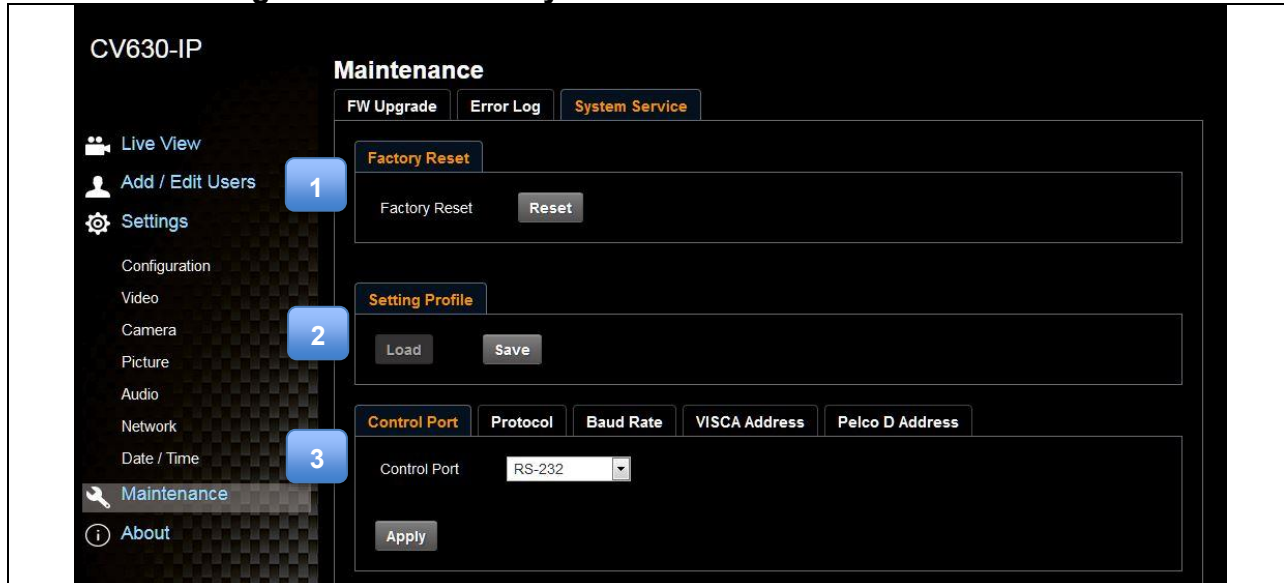 CV630-IP
Maintenance
FW Upgrade Error Log System Service
Live View
Add / Edit Users
Settings
Configuration
Video
Camera
Picture
Audio
Network
Date / Time
Maintenance
About
1
Factory Reset
Factory Reset Reset
2
Setting Profile
Load Save
3
Control Port Protocol Baud Rate VISCA Address Pelco D Address
Control Port RS-232
Apply